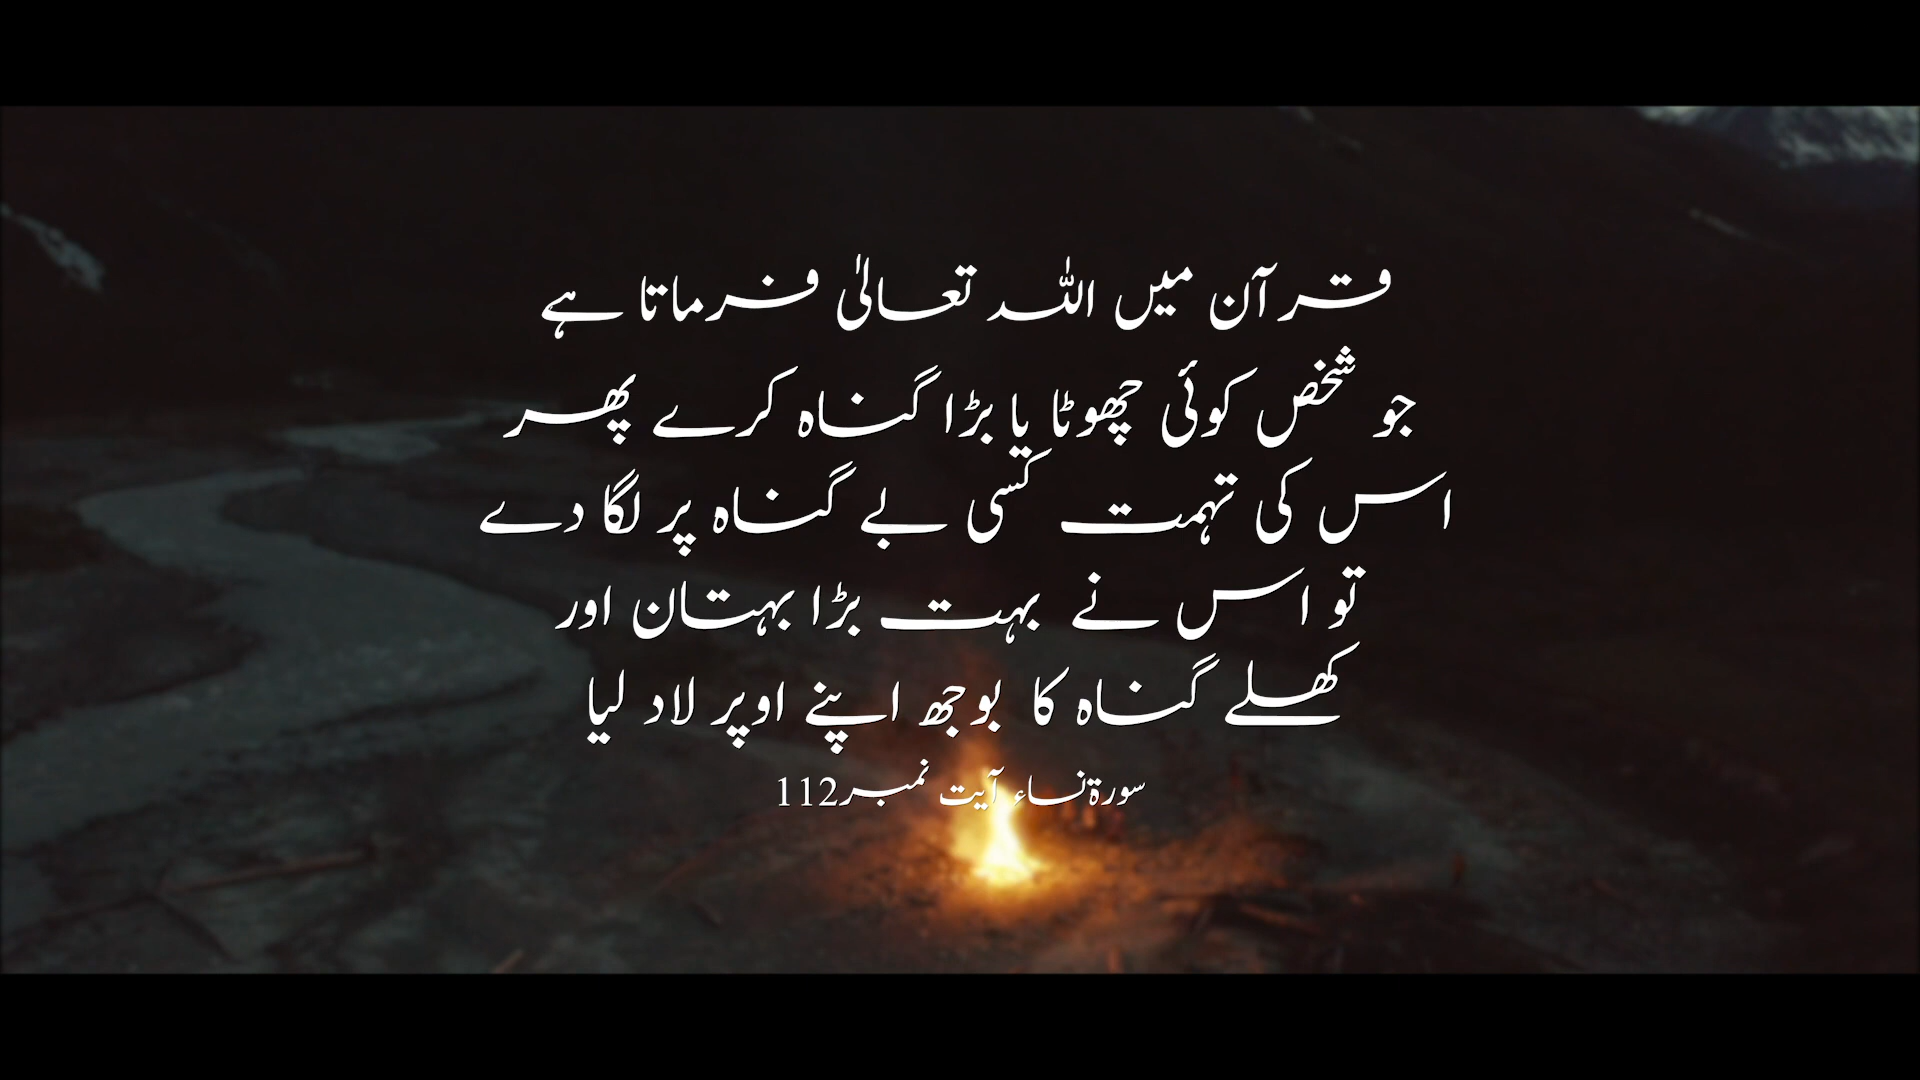 قرآن میں اللہ تعالیٰ فرماتا ہے
جو شخص کوئی چھوٹا یا بڑا گناہ کرے پھر
اس کی تہمت کسی بے گناہ پر لگا دے
تو اس نے بہت بڑا بہتان اور
کھلے گناہ کا بوجھ اپنے اوپر لاد لیا
سورۃنساء آیت نمبر112